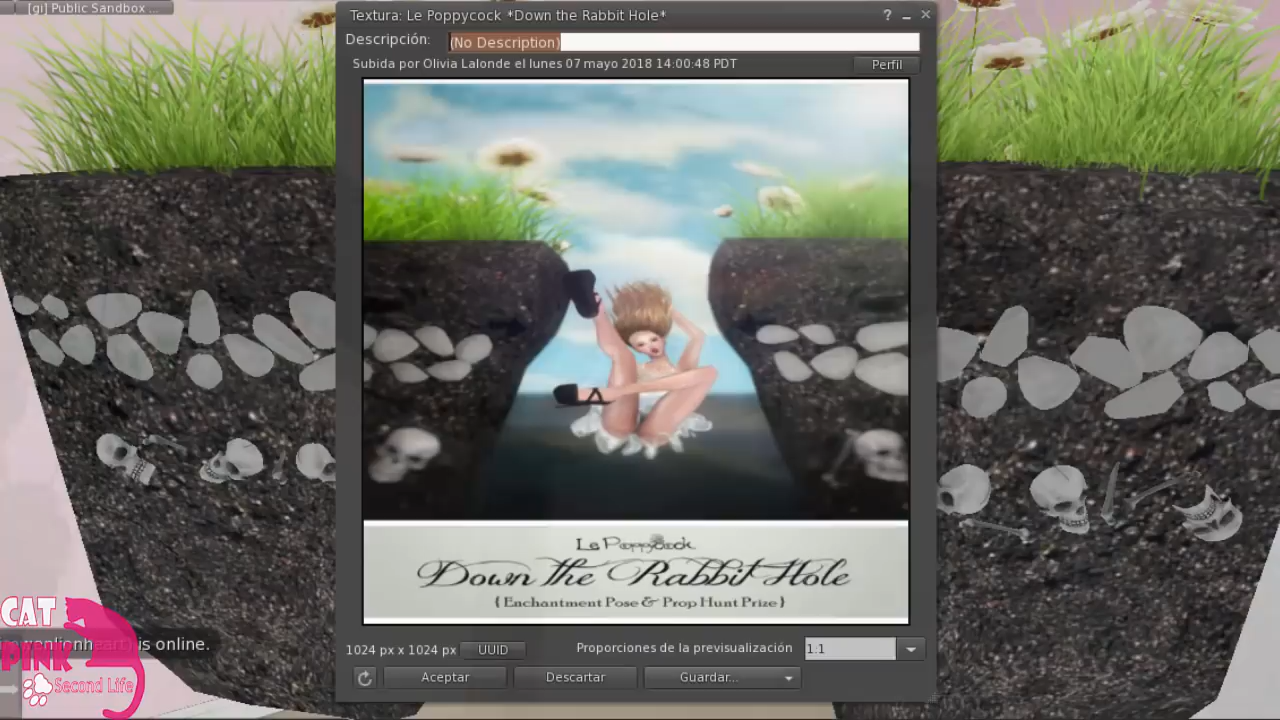 [gi] Public Sandbox ...
Textura: Le Poppycock *Down the Rabbit Hole*
? _ ×
Descripción: (No Description)
Subida por Olivia Lalonde el lunes 07 mayo 2018 14:00:48 PDT
Perfil
Le Poppycock
Down the Rabbit Hole
{ Enchantment Pose & Prop Hunt Prize }
1024 px x 1024 px
UUID
Proporciones de la previsualización
1:1
Aceptar
Descartar
Guardar...
is online.
CAT
PINK
Second Life